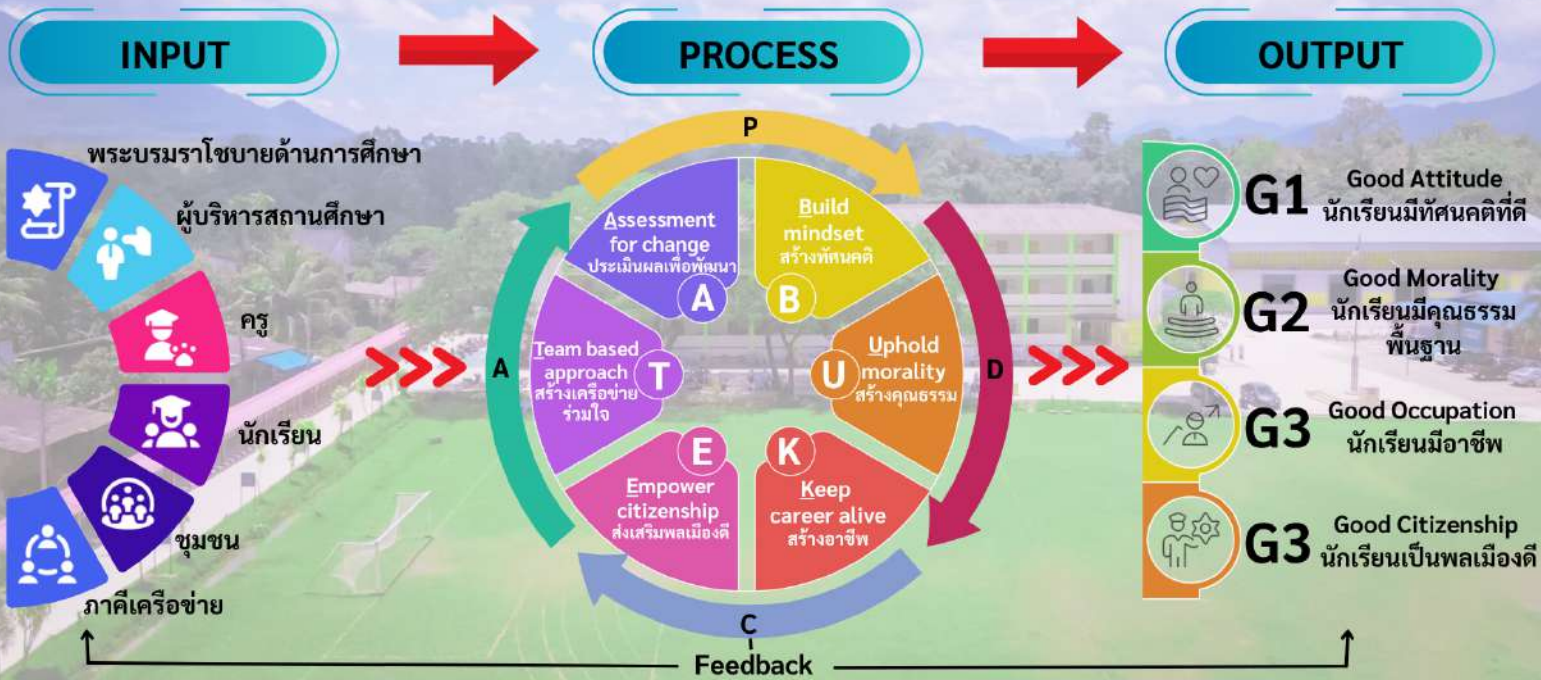 INPUT
PROCESS
OUTPUT
พระบรมราโชบายด้านการศึกษา
ผู้บริหารสถานศึกษา
ครู
นักเรียน
ชุมชน
ภาคีเครือข่าย
P
D
C
A
Assessment
for change
ประเมินผลเพื่อพัฒนา
A
Build
mindset
สร้างทัศนคติ
B
Uphold
morality
สร้างคุณธรรม
U
Keep
career alive
สร้างอาชีพ
K
Empower
citizenship
ส่งเสริมพลเมืองดี
E
Team based
approach
สร้างเครือข่าย
ร่วมใจ
T
G1
Good Attitude
นักเรียนมีทัศนคติที่ดี
G2
Good Morality
นักเรียนมีคุณธรรม
พื้นฐาน
G3
Good Occupation
นักเรียนมีอาชีพ
G3
Good Citizenship
นักเรียนเป็นพลเมืองดี
Feedback